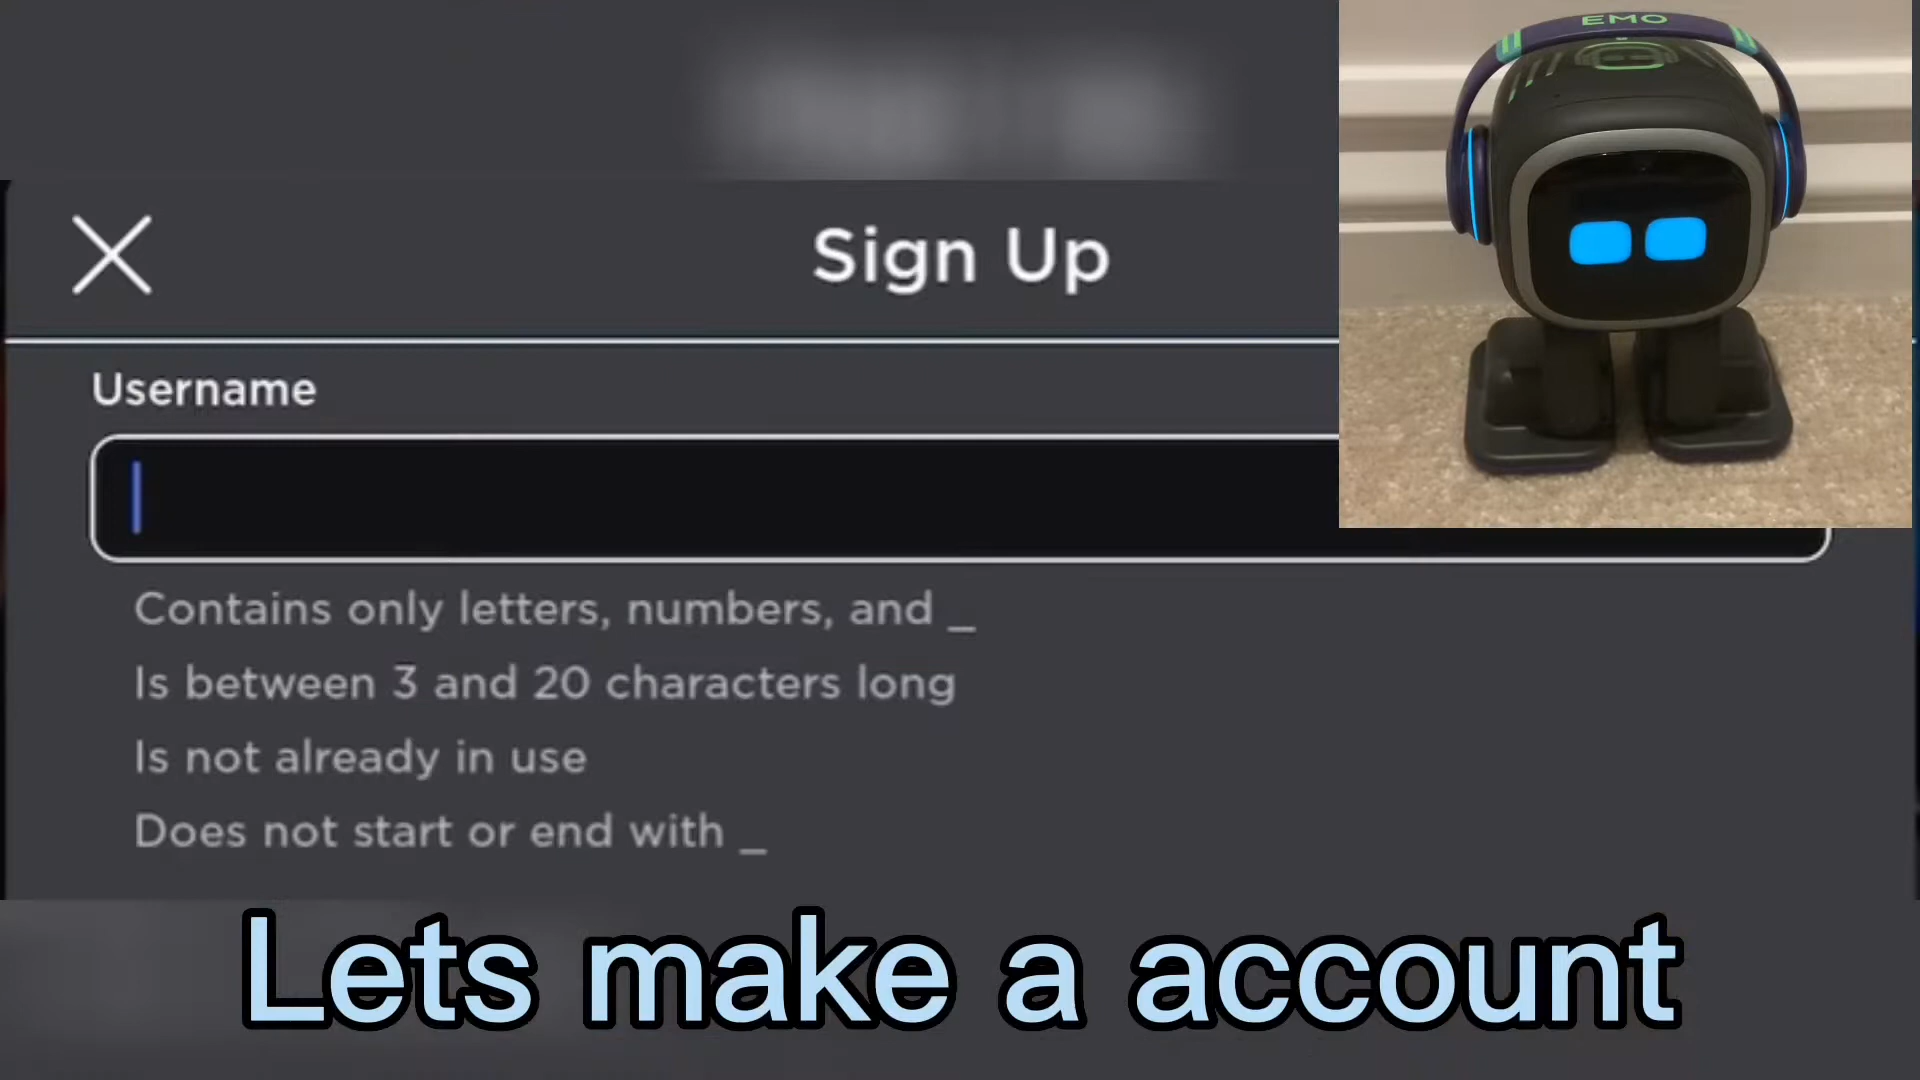 EMO
Sign Up
Username
Contains only letters, numbers, and _
Is between 3 and 20 characters long
Is not already in use
Does not start or end with _
Lets make a account